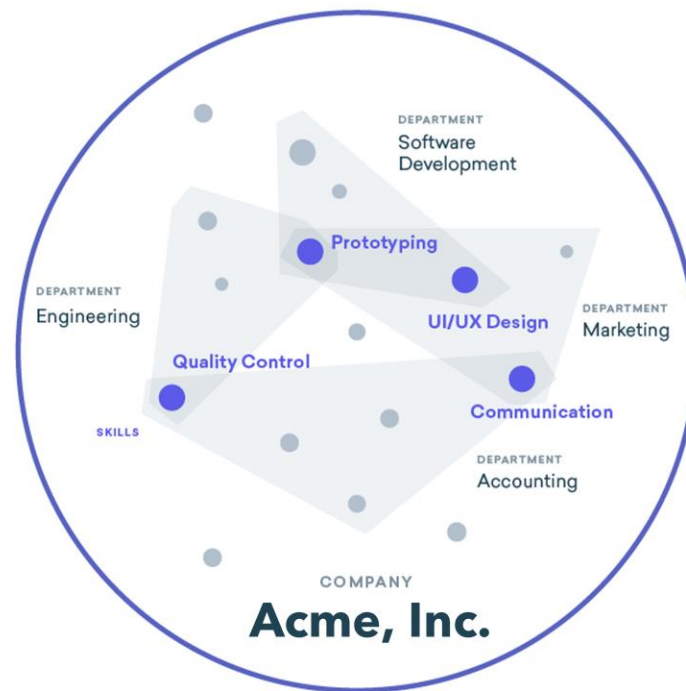 DEPARTMENT
Software
Development
Prototyping
DEPARTMENT
Engineering
UI/UX Design
DEPARTMENT
Marketing
Quality Control
Communication
SKILLS
DEPARTMENT
Accounting
COMPANY
Acme, Inc.